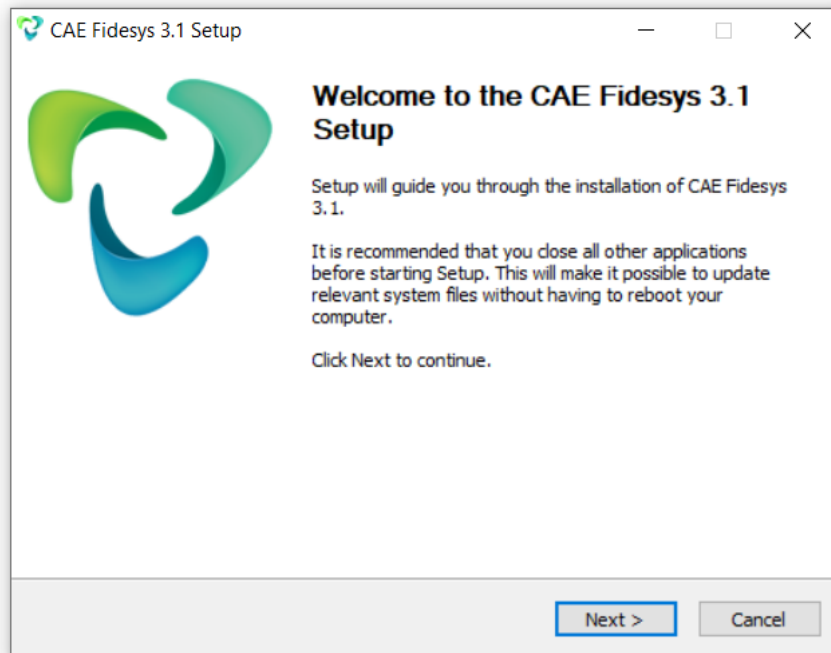 CAE Fidesys 3.1 Setup
Welcome to the CAE Fidesys 3.1
Setup
Setup will guide you through the installation of CAE Fidesys
3.1.
It is recommended that you close all other applications
before starting Setup. This will make it possible to update
relevant system files without having to reboot your
computer.
Click Next to continue.
Next >
Cancel